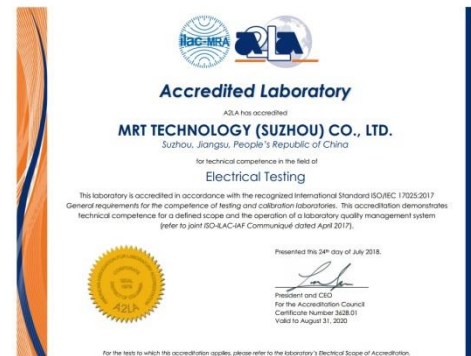 ilac-MRA
A2LA
Accredited Laboratory
A2LA has accredited
MRT TECHNOLOGY (SUZHOU) CO., LTD.
Suzhou, Jiangsu, People's Republic of China
for technical competence in the field of
Electrical Testing
This laboratory is accredited in accordance with the recognized International Standard ISO/IEC 17025:2017
General requirements for the competence of testing and calibration laboratories. This accreditation demonstrates
technical competence for a defined scope and the operation of a laboratory quality management system
(refer to joint ISO-ILAC-IAF Communiqué dated April 2017).
Presented this 24th day of July 2018.
President and CEO
For the Accreditation Council
Certificate Number 3628.01
Valid to August 31, 2020
SEAL
1978
A2LA
For the tests to which this accreditation applies, please refer to the laboratory's Electrical Scope of Accreditation.